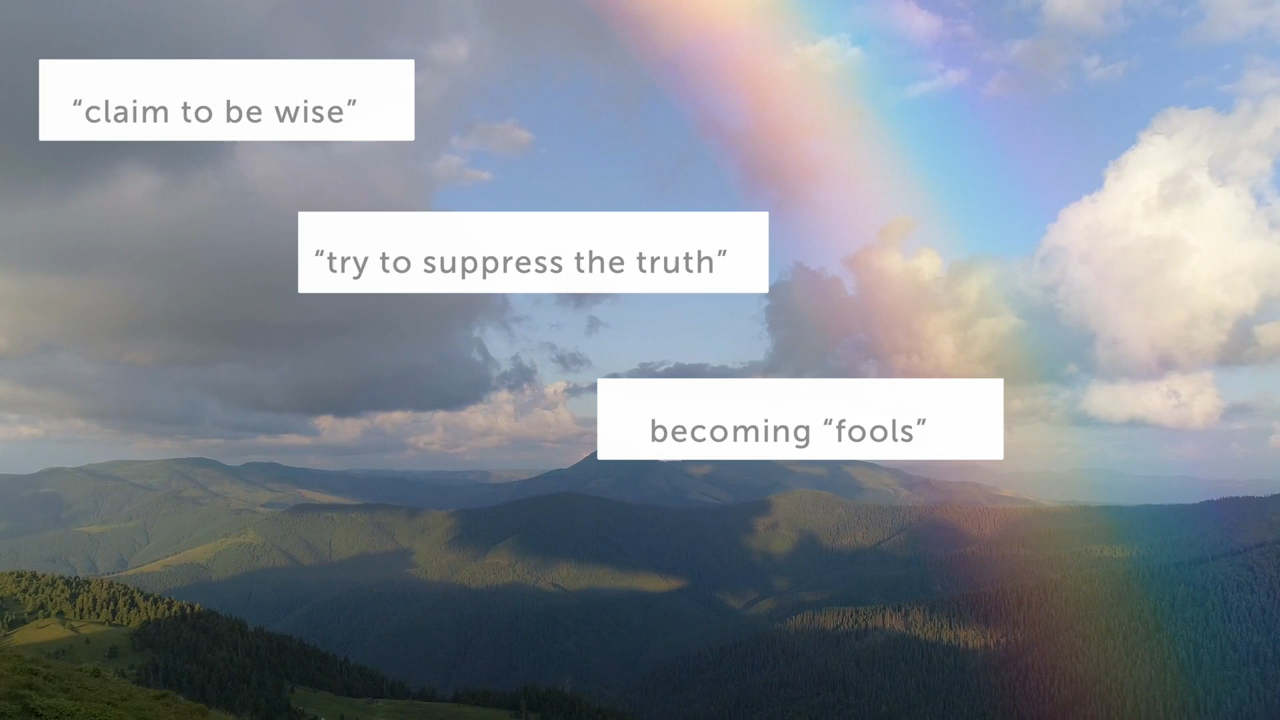 “claim to be wise”
“try to suppress the truth”
becoming “fools”